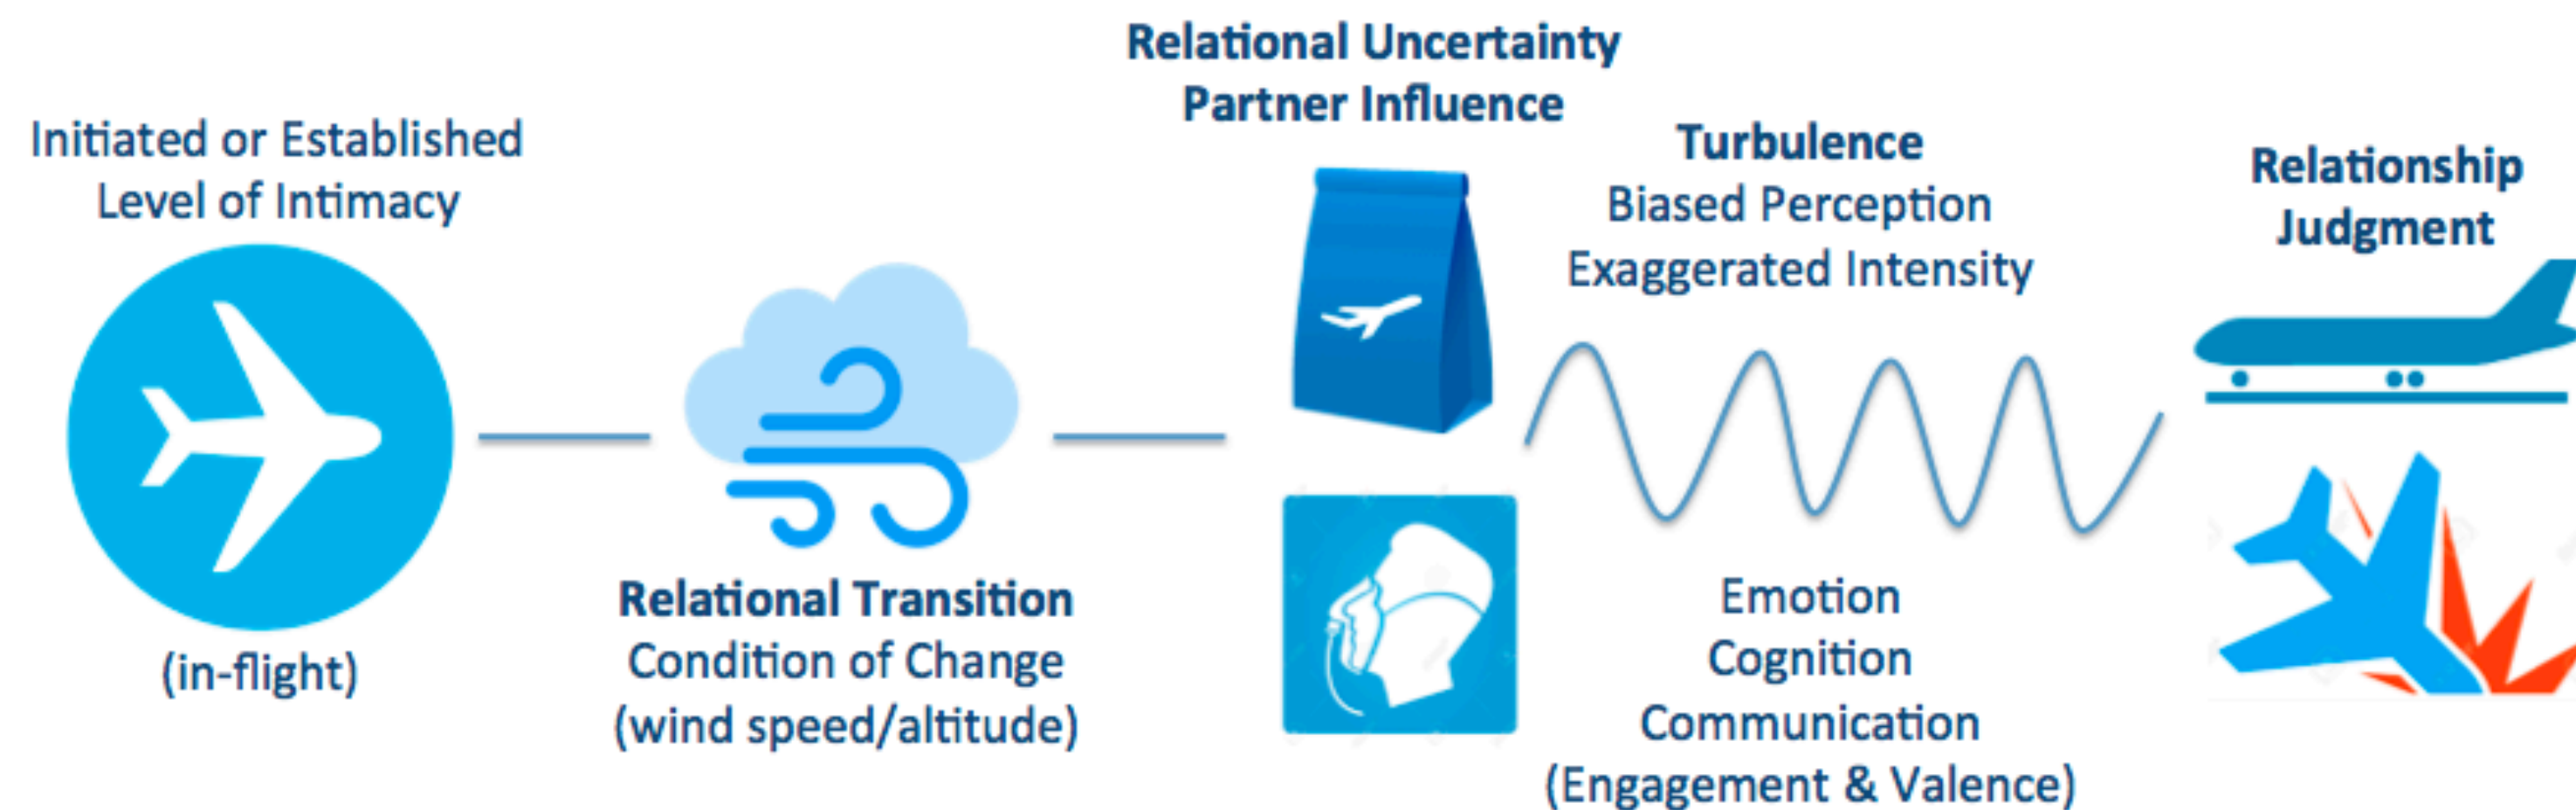 Initiated or Established
Level of Intimacy
(in-flight)
Relational Transition
Condition of Change
(wind speed/altitude)
Relational Uncertainty
Partner Influence
Turbulence
Biased Perception
Exaggerated Intensity
Emotion
Cognition
Communication
(Engagement & Valence)
Relationship
Judgment